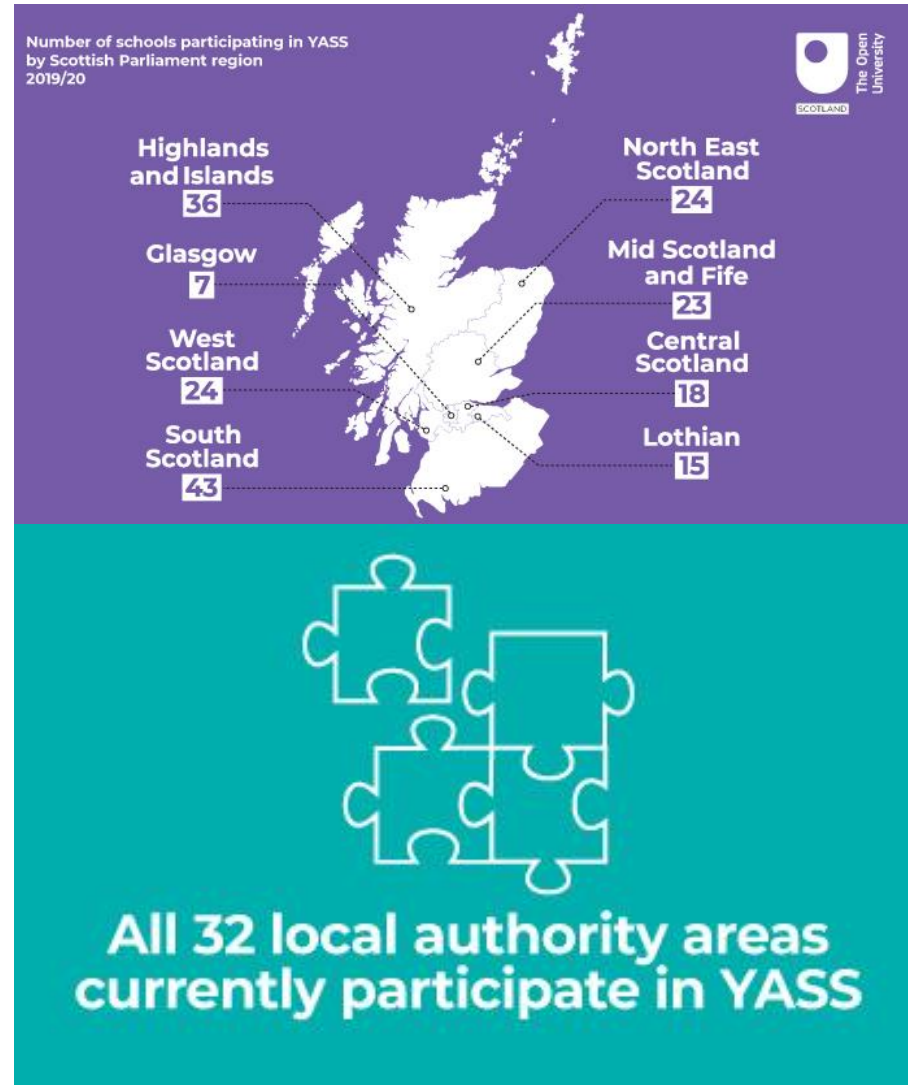 Number of schools participating in YASS
by Scottish Parliament region
2019/20
The Open
University
SCOTLAND
Highlands
and Islands
36
Glasgow
7
West
Scotland
24
South
Scotland
43
North East
Scotland
24
Mid Scotland
and Fife
23
Central
Scotland
18
Lothian
15
All 32 local authority areas
currently participate in YASS